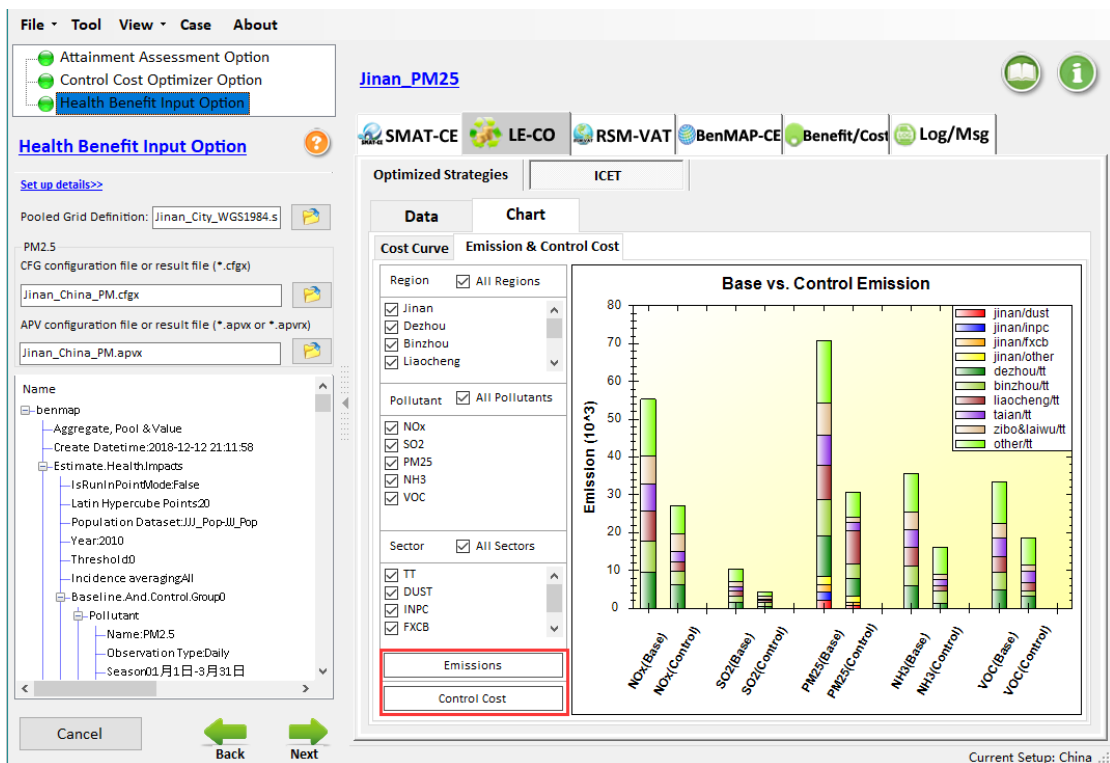 File Tool View Case About
Attainment Assessment Option
Control Cost Optimizer Option
Health Benefit Input Option
Health Benefit Input Option
Set up details>>
Pooled Grid Definition: Jinan_City_WGS1984.s
PM2.5
CFG configuration file or result file (*.cfgx)
Jinan_China_PM.cfgx
APV configuration file or result file (*.apvx or *.apvrx)
Jinan_China_PM.apvx
Name
benmap
Aggregate, Pool & Value
Create Datetime:2018-12-12 21:11:58
Estimate.Health.Impacts
IsRunInPointMode:False
Latin Hypercube Points:20
Population Dataset:JJJ_Pop-JJJ_Pop
Year:2010
Threshold:0
Incidence averaging:All
Baseline.And.Control.Group0
Pollutant
Name:PM2.5
Observation Type:Daily
Season01月1日-3月31日
Cancel
Back
Next
Jinan_PM25
SMAT-CE LE-CO RSM-VAT BenMAP-CE Benefit/Cost Log/Msg
Optimized Strategies ICET
Data Chart
Cost Curve Emission & Control Cost
Region All Regions
Jinan
Dezhou
Binzhou
Liaocheng
Pollutant All Pollutants
NOx
SO2
PM25
NH3
VOC
Sector All Sectors
TT
DUST
INPC
FXCB
Emissions
Control Cost
Base vs. Control Emission
Emission (10^3)
80
70
60
50
40
30
20
10
0
jinan/dust
jinan/inpc
jinan/fxcb
jinan/other
dezhou/tt
binzhou/tt
liaocheng/tt
taian/tt
zibo&laiwu/tt
other/tt
NOx(Base)
NOx(Control)
SO2(Base)
SO2(Control)
PM25(Base)
PM25(Control)
NH3(Base)
NH3(Control)
VOC(Base)
VOC(Control)
Current Setup: China